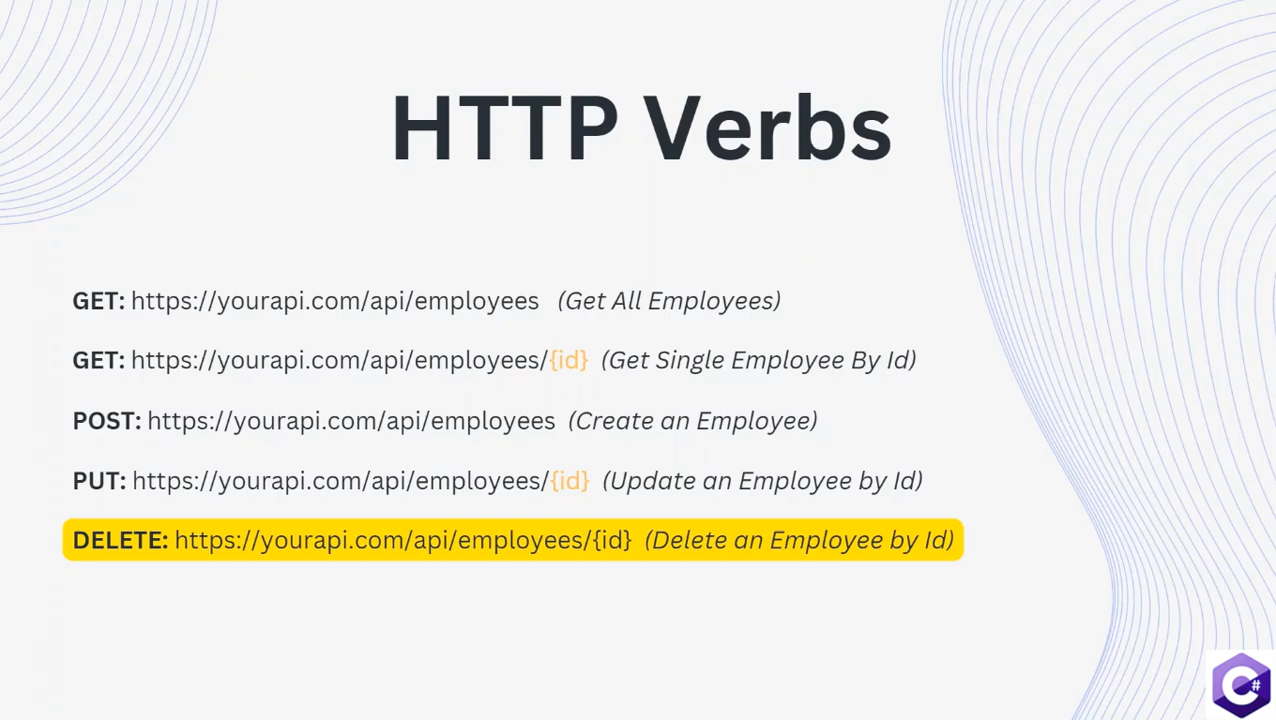 HTTP Verbs
GET: https://yourapi.com/api/employees (Get All Employees)
GET: https://yourapi.com/api/employees/{id} (Get Single Employee By Id)
POST: https://yourapi.com/api/employees (Create an Employee)
PUT: https://yourapi.com/api/employees/{id} (Update an Employee by Id)
DELETE: https://yourapi.com/api/employees/{id} (Delete an Employee by Id)
C#